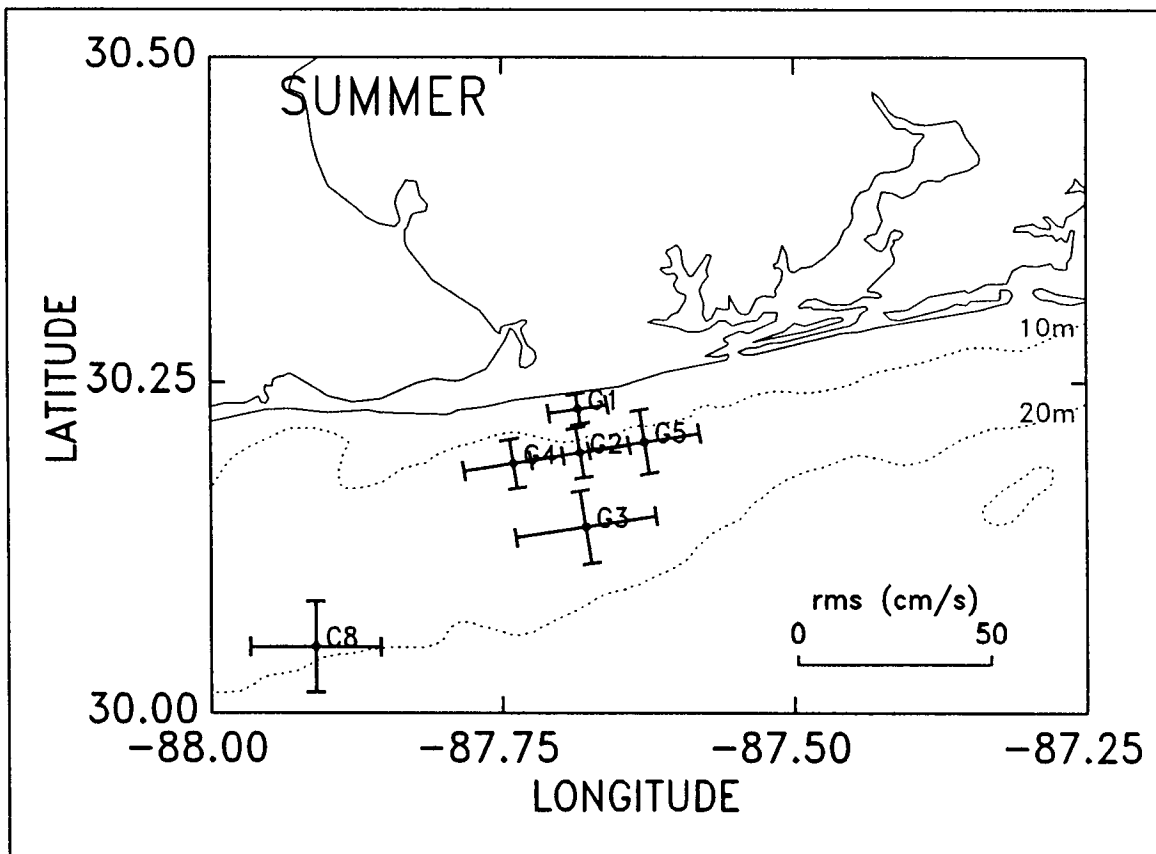 30.50
SUMMER
10m
30.25
G1
20m
G5
G2
G4
G3
LATITUDE
rms (cm/s)
0 50
C8
30.00
-88.00 -87.75 -87.50 -87.25
LONGITUDE